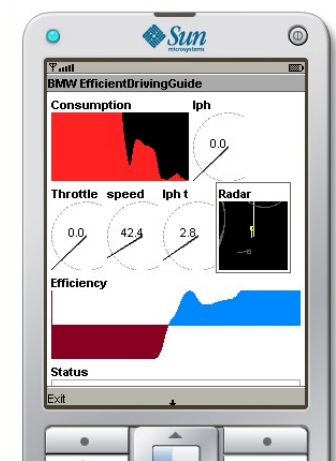 Sun
microsystems
BMW EfficientDrivingGuide
Consumption lph
0.0
Throttle speed lph t Radar
0.0 42.4 2.8
Efficiency
Status
Exit